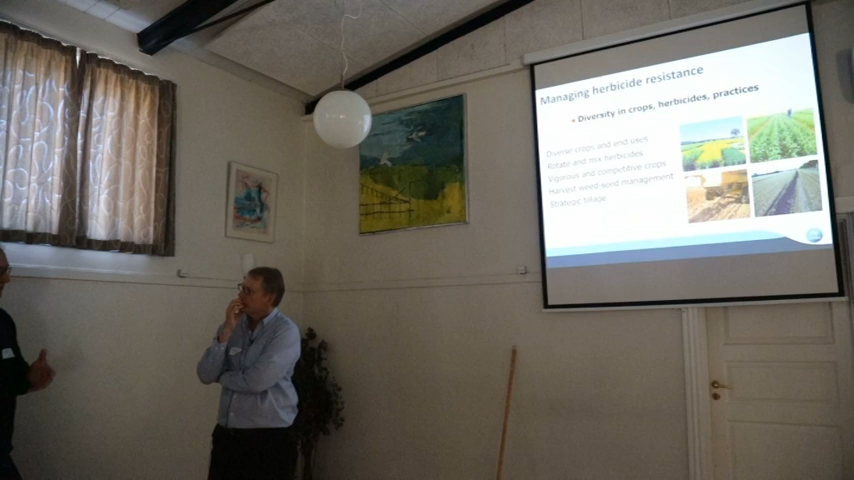 Managing herbicide resistance
• Diversity in crops, herbicides, practices
Diverse crops and end uses
Rotate and mix herbicides
Vigorous and competitive crops
Harvest weed seed management
Strategic tillage